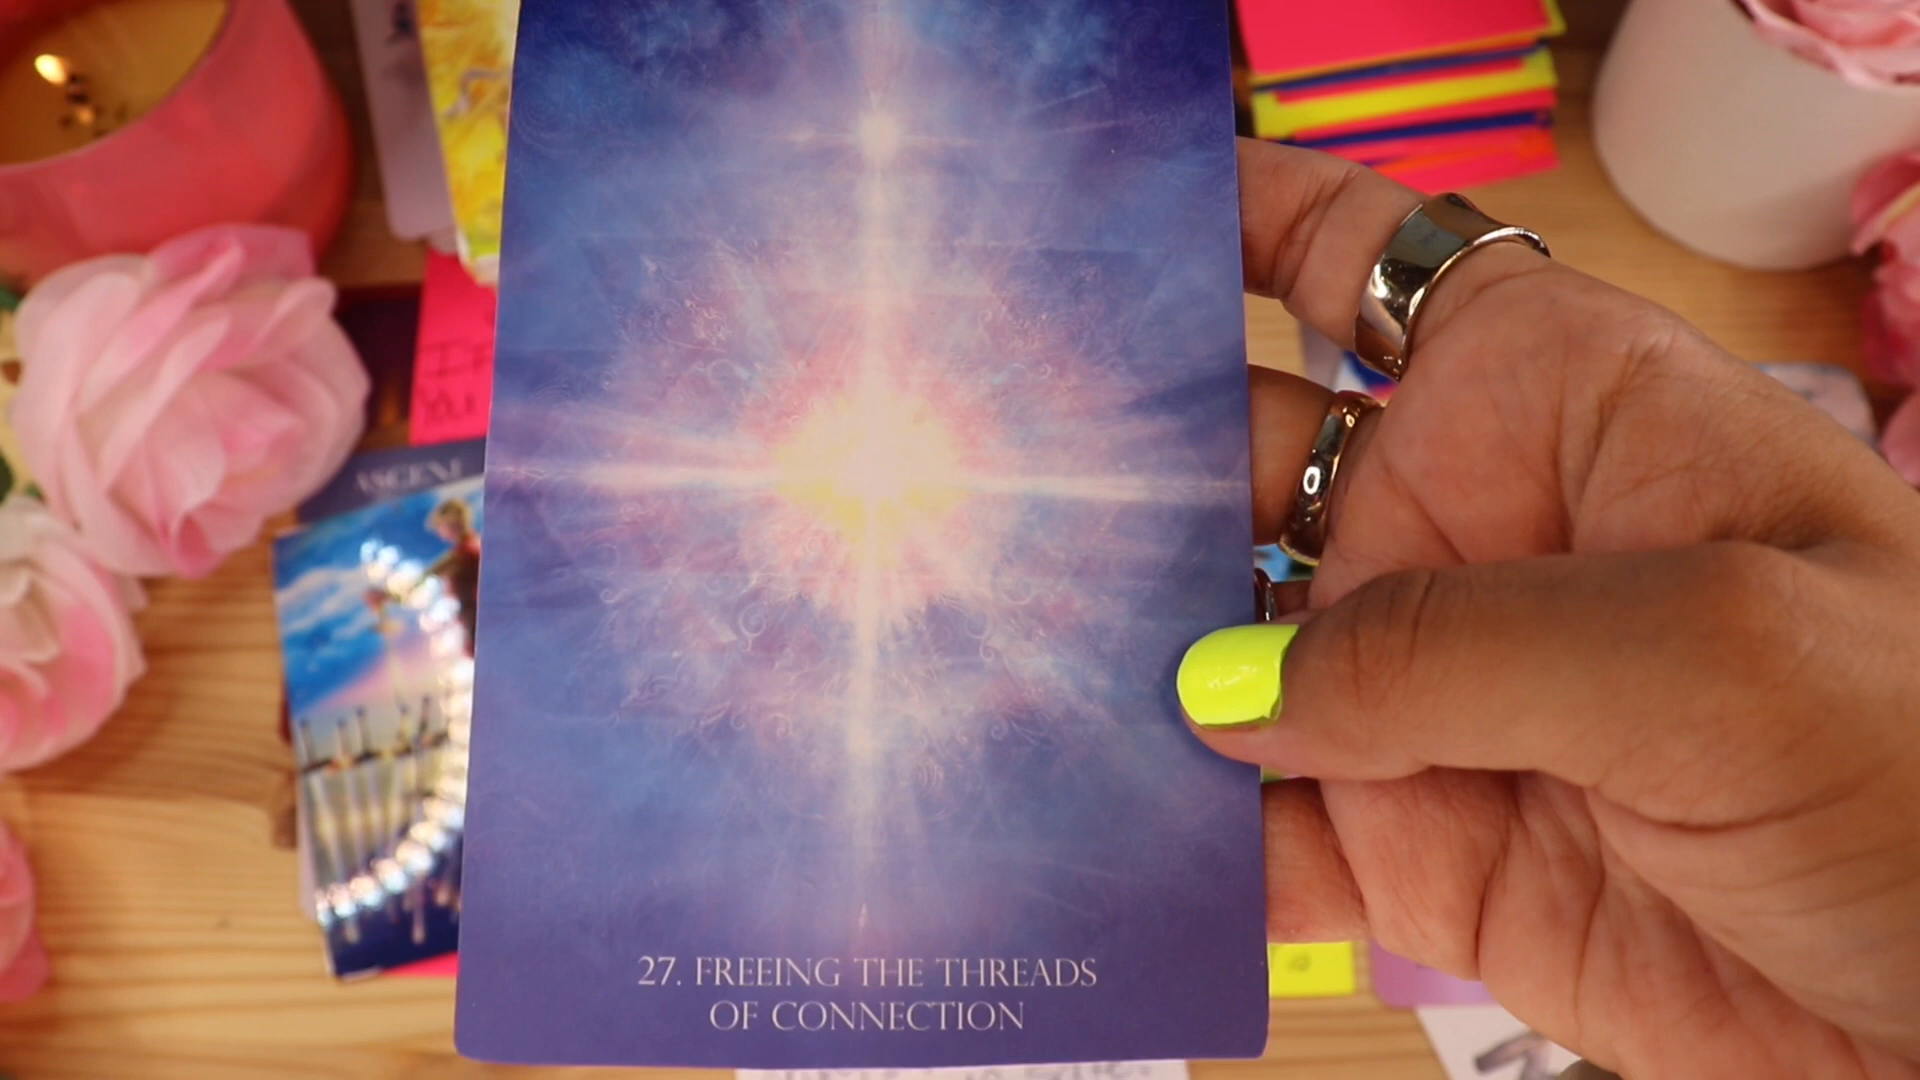 27. FREEING THE THREADS
OF CONNECTION